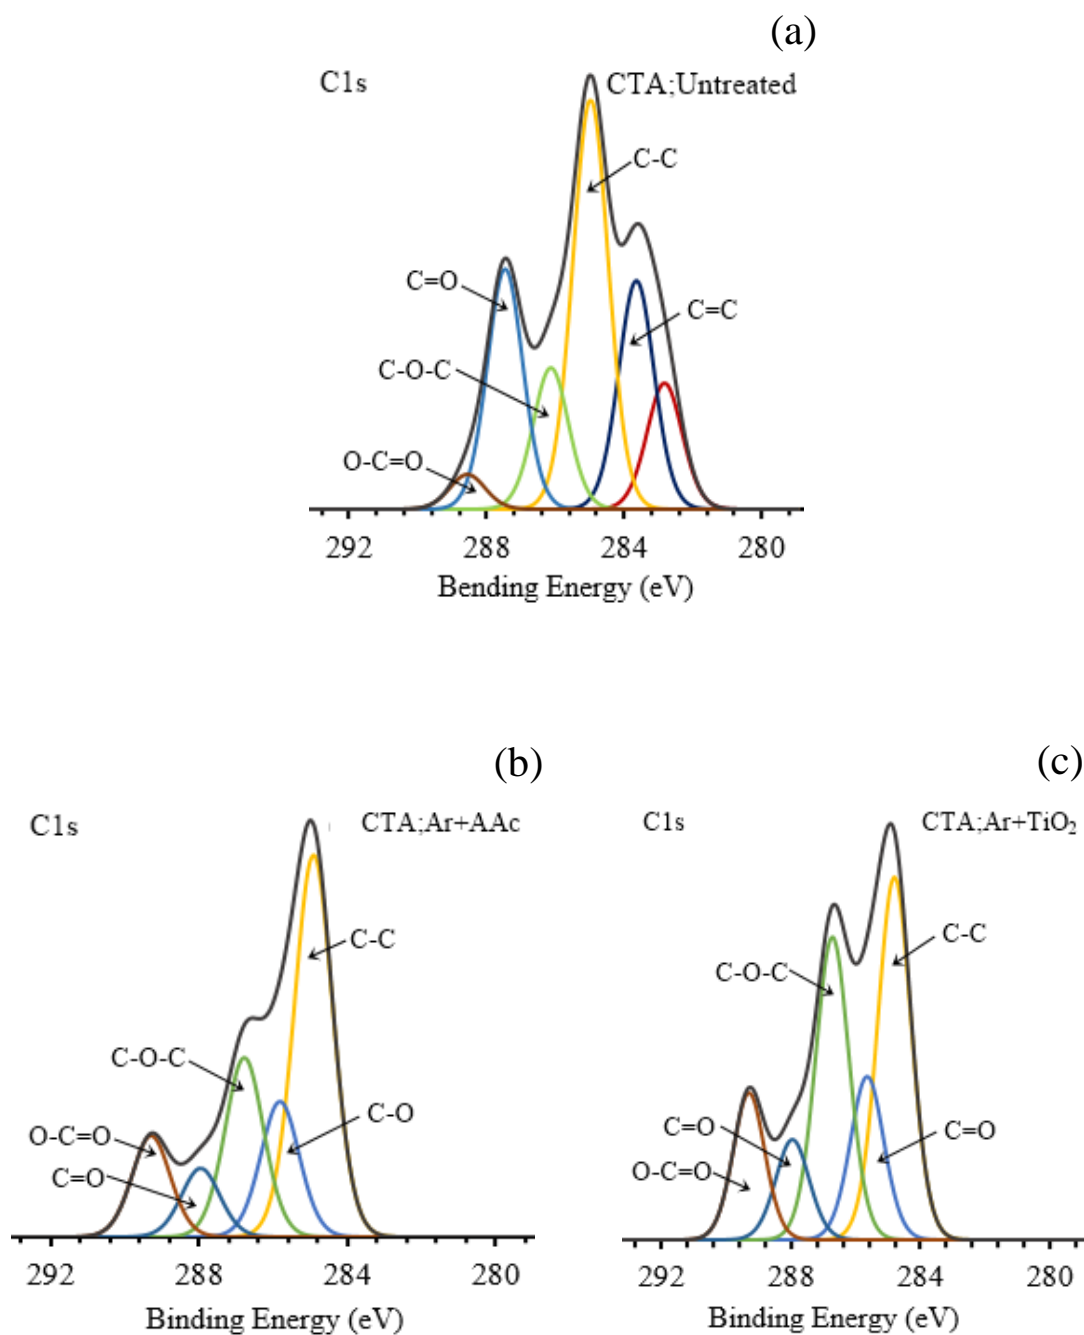 (a)
C1s
CTA;Untreated
C-C
C=O
C=C
C-O-C
O-C=O
292 288 284 280
Bending Energy (eV)
(b)
C1s
CTA;Ar+AAc
C-C
C-O-C
C-O
O-C=O
C=O
292 288 284 280
Binding Energy (eV)
(c)
C1s
CTA;Ar+TiO₂
C-C
C-O-C
C=O
C=O
O-C=O
292 288 284 280
Binding Energy (eV)